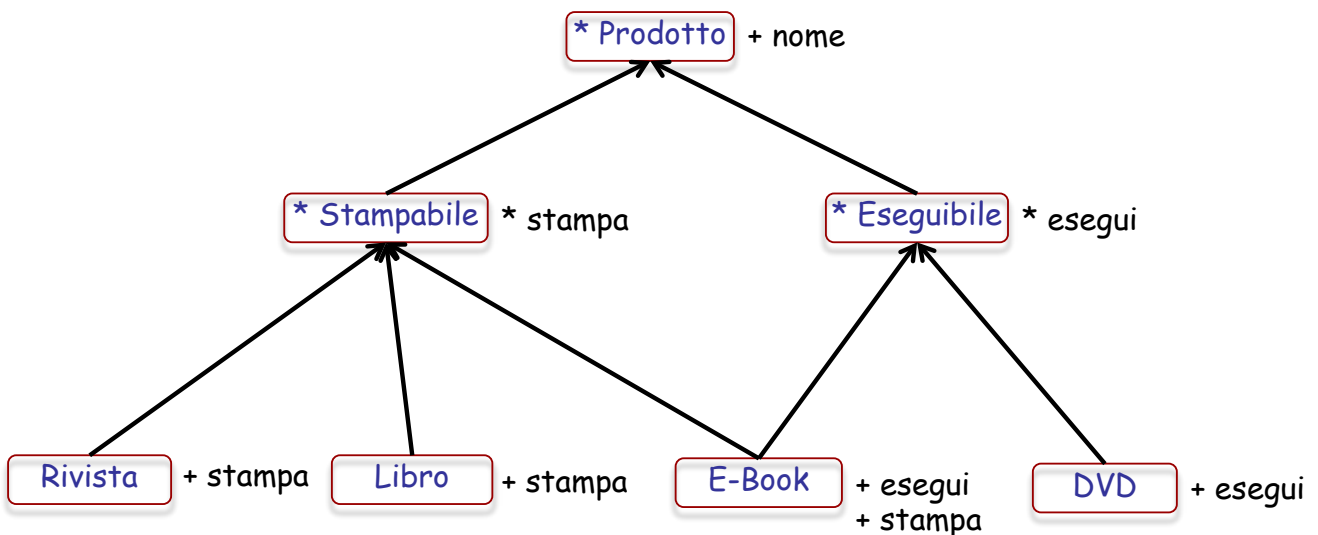 * Prodotto + nome
* Stampabile * stampa
* Eseguibile * esegui
Rivista + stampa
Libro + stampa
E-Book + esegui
+ stampa
DVD + esegui